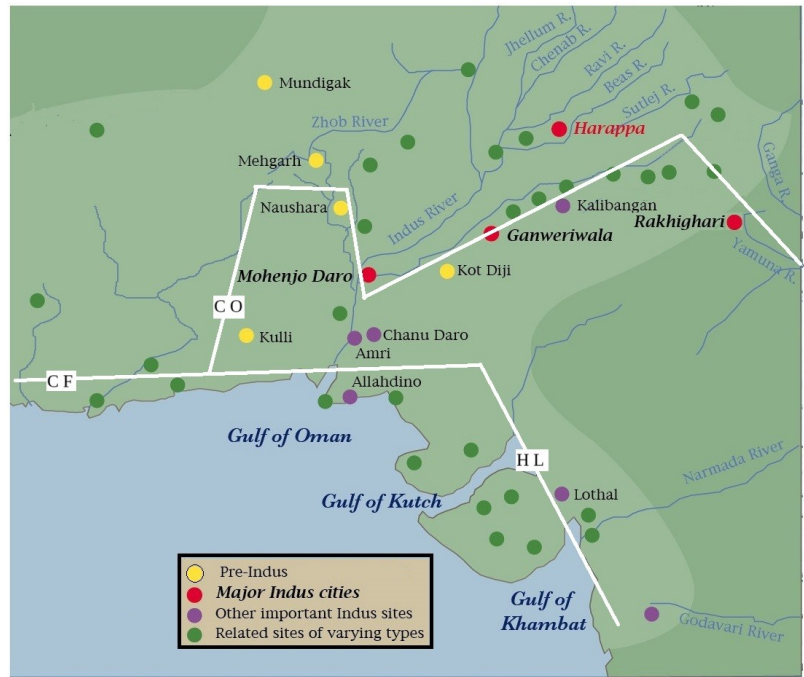 Jhellum R.
Chenab R.
Ravi R.
Beas R.
Sutlej R.
Mundigak
Zhob River
Harappa
Ganga R.
Mehgarh
Naushara
Indus River
Kalibangan
Rakhighari
Ganweriwala
Yamuna R.
Mohenjo Daro
Kot Diji
C O
Kulli
Chanu Daro
Amri
C F
Allahdino
Gulf of Oman
H L
Narmada River
Gulf of Kutch
Lothal
Pre-Indus
Major Indus cities
Other important Indus sites
Related sites of varying types
Gulf of
Khambat
Godavari River